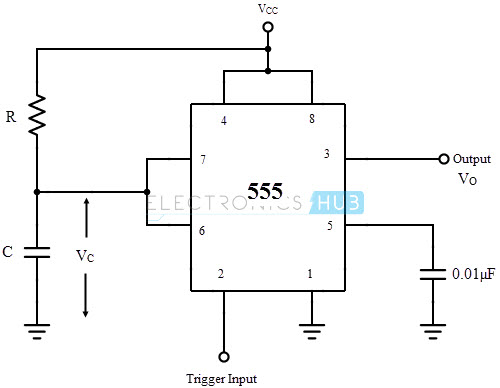 VCC
R
4
8
7
3
Output
VO
555
ELECTRONICS HUB
6
5
C
VC
0.01µF
2
1
Trigger Input